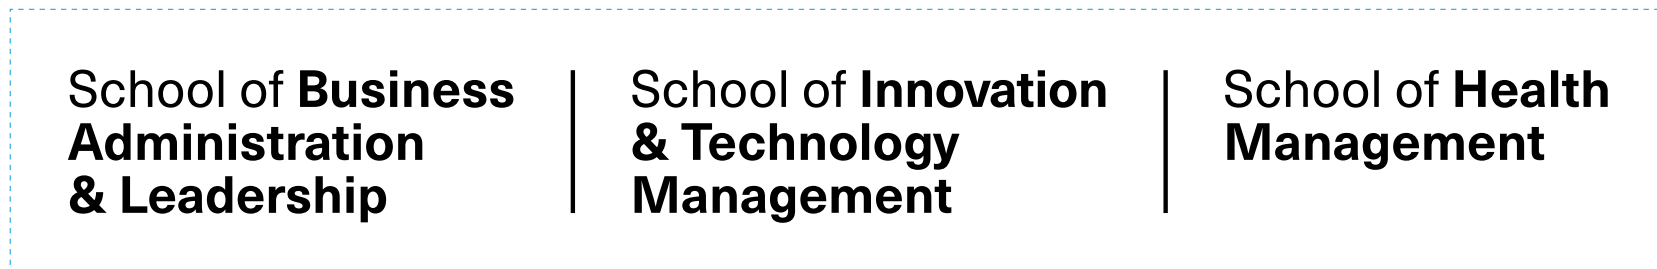 School of Business
Administration
& Leadership
School of Innovation
& Technology
Management
School of Health
Management